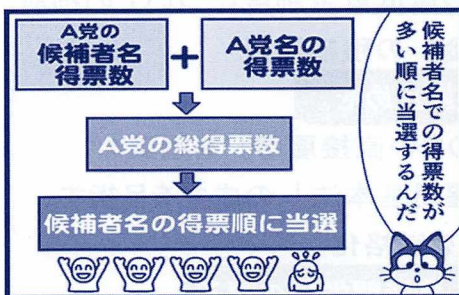 A党の
候補者名
得票数
+
A党名の
得票数
A党の総得票数
候補者名の得票順に当選
候補者名での得票数が
多い順に当選するんだ